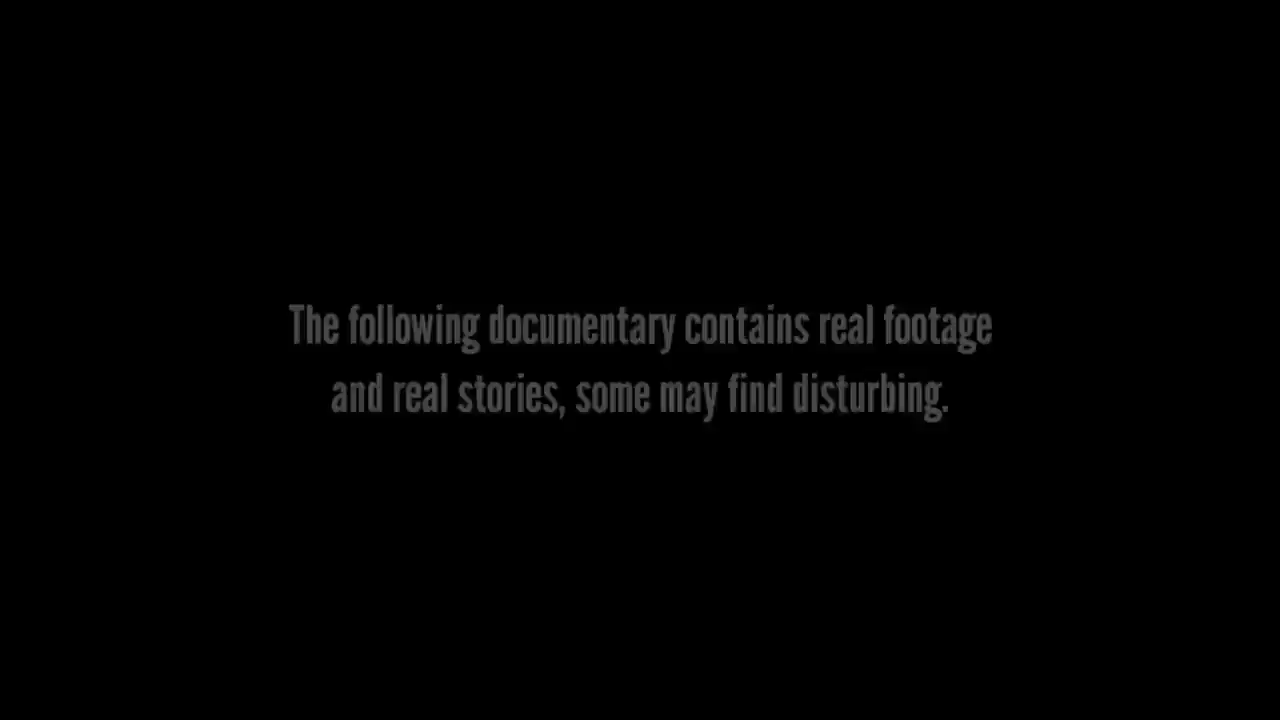 The following documentary contains real footage
and real stories, some may find disturbing.